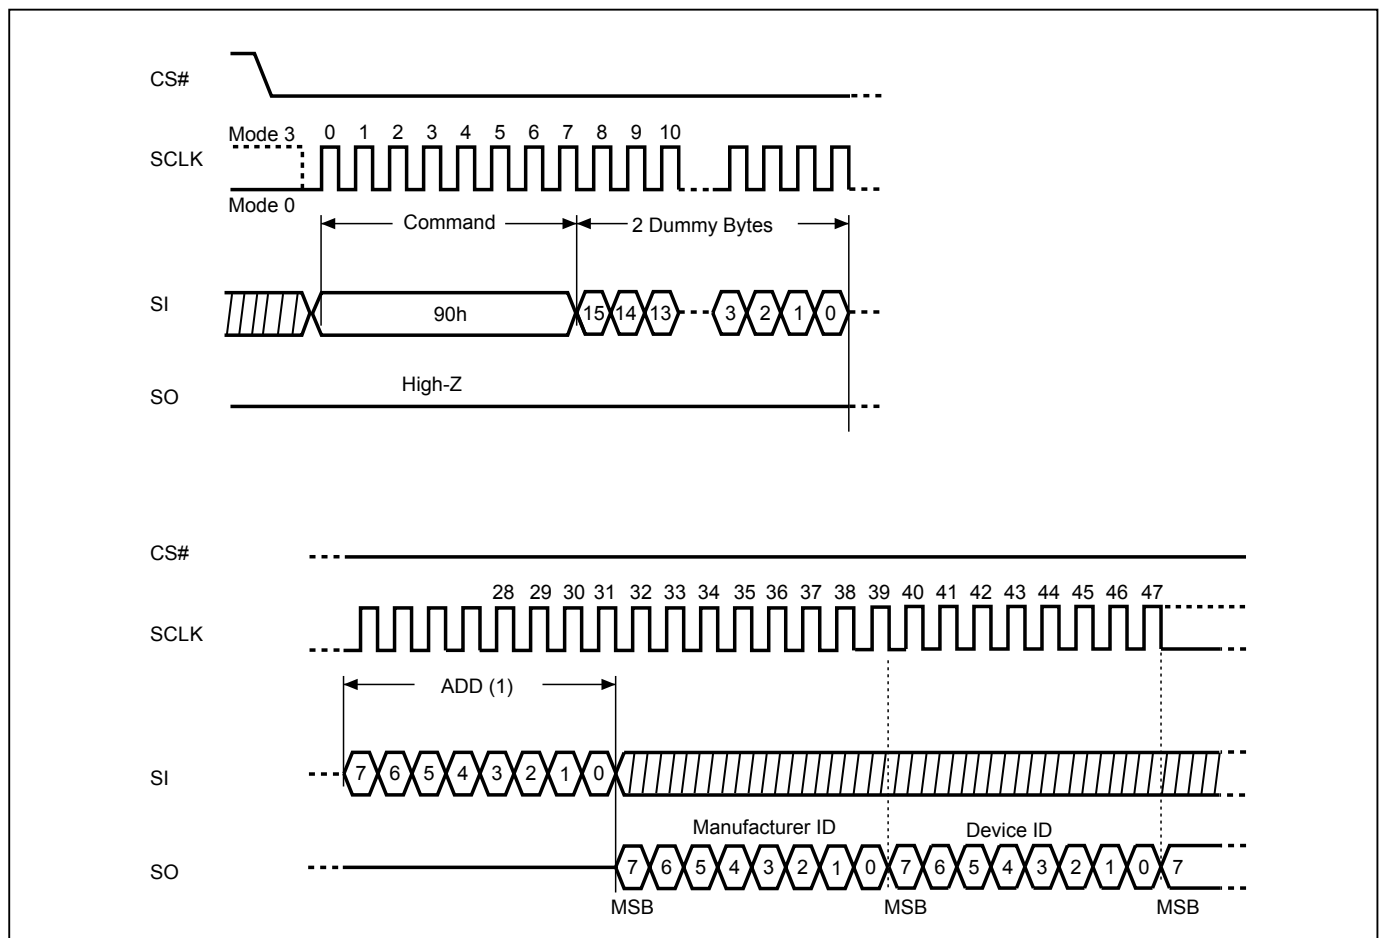 CS#
Mode 3 0 1 2 3 4 5 6 7 8 9 10
SCLK
Mode 0
Command 2 Dummy Bytes
SI 90h 15 14 13 3 2 1 0
High-Z
SO
CS#
28 29 30 31 32 33 34 35 36 37 38 39 40 41 42 43 44 45 46 47
SCLK
ADD (1)
SI 7 6 5 4 3 2 1 0
Manufacturer ID Device ID
SO 7 6 5 4 3 2 1 0 7 6 5 4 3 2 1 0 7
MSB MSB MSB